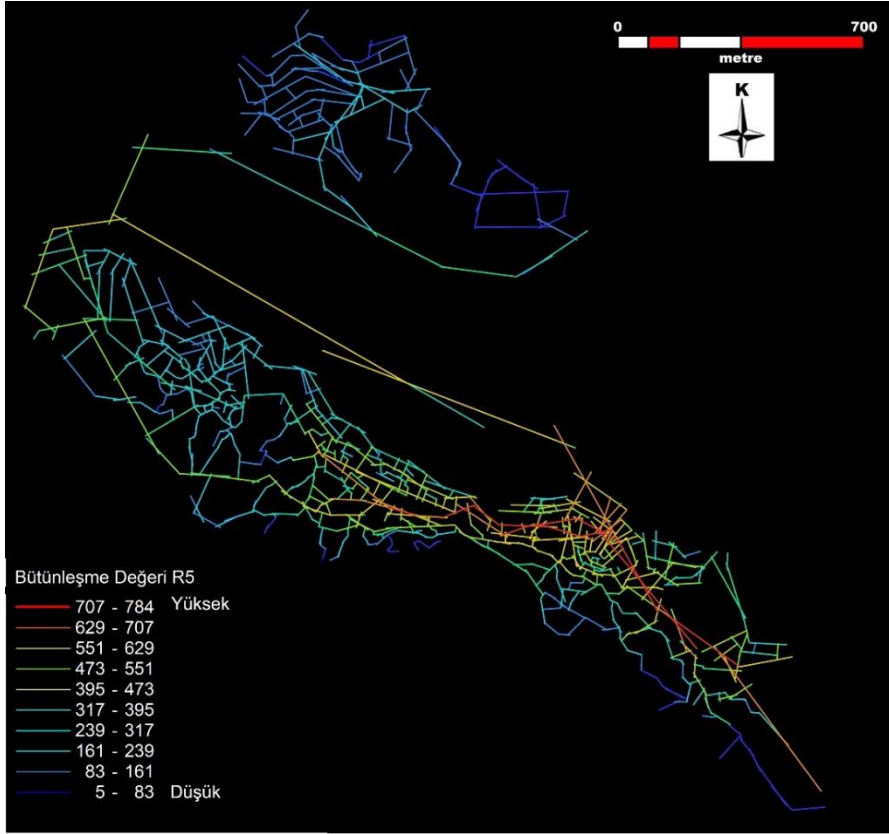 0 700
metre
K
Bütünleşme Değeri R5
707 - 784 Yüksek
629 - 707
551 - 629
473 - 551
395 - 473
317 - 395
239 - 317
161 - 239
83 - 161
5 - 83 Düşük